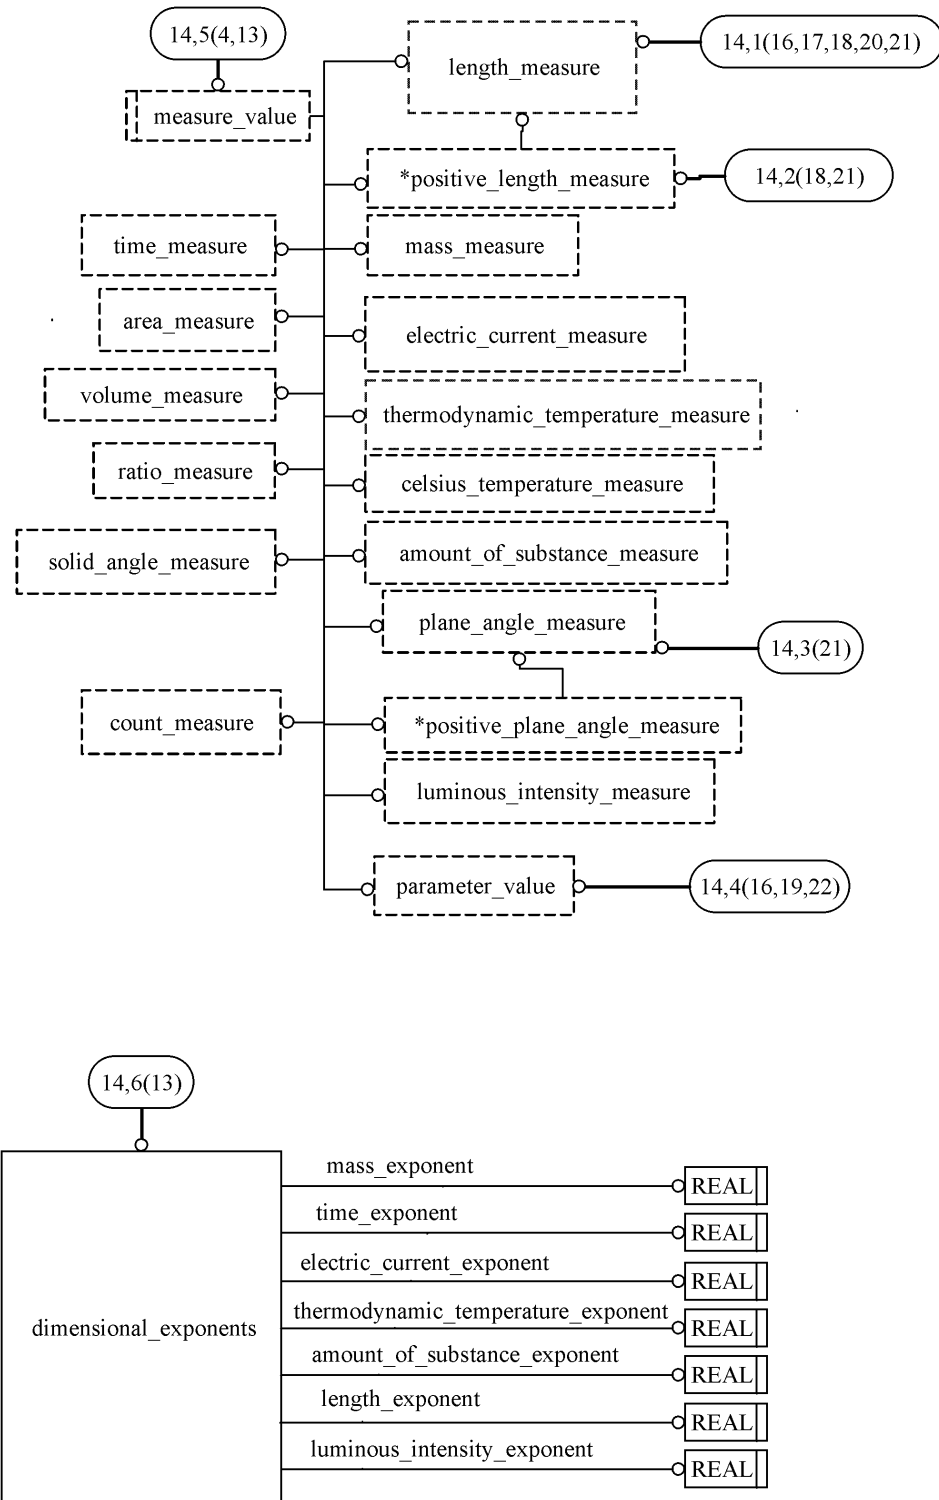 14,5(4,13)
14,1(16,17,18,20,21)
length_measure
measure_value
*positive_length_measure
14,2(18,21)
time_measure
mass_measure
area_measure
electric_current_measure
volume_measure
thermodynamic_temperature_measure
ratio_measure
celsius_temperature_measure
solid_angle_measure
amount_of_substance_measure
plane_angle_measure
14,3(21)
count_measure
*positive_plane_angle_measure
luminous_intensity_measure
parameter_value
14,4(16,19,22)
14,6(13)
mass_exponent
REAL
time_exponent
REAL
electric_current_exponent
REAL
thermodynamic_temperature_exponent
dimensional_exponents
REAL
amount_of_substance_exponent
REAL
length_exponent
REAL
luminous_intensity_exponent
REAL